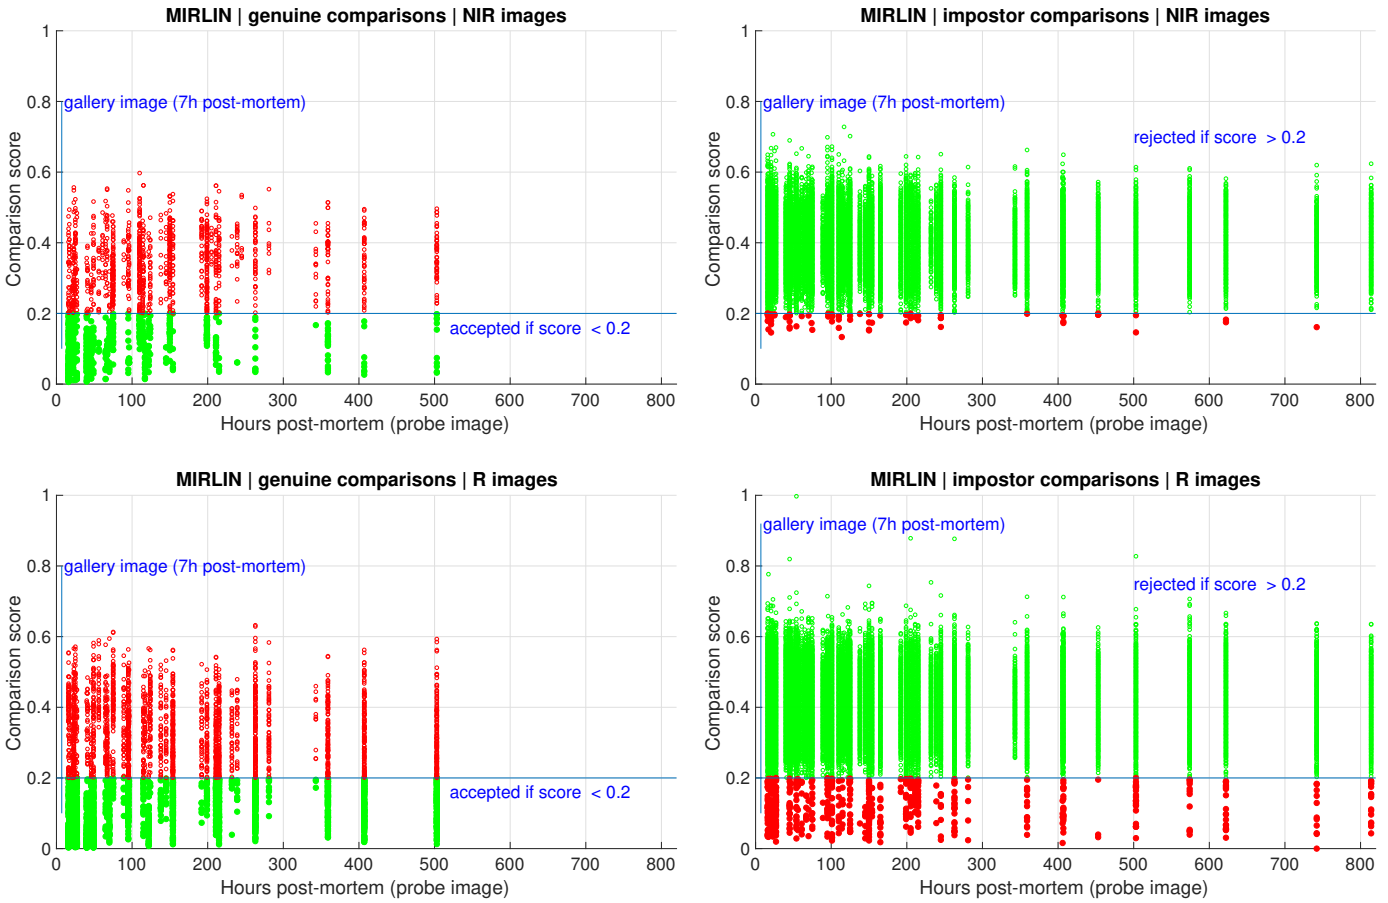 MIRLIN | genuine comparisons | NIR images
1
0.8
0.6
0.4
0.2
0
Comparison score
gallery image (7h post-mortem)
accepted if score < 0.2
0 100 200 300 400 500 600 700 800
Hours post-mortem (probe image)
MIRLIN | impostor comparisons | NIR images
1
0.8
0.6
0.4
0.2
0
Comparison score
gallery image (7h post-mortem)
rejected if score > 0.2
0 100 200 300 400 500 600 700 800
Hours post-mortem (probe image)
MIRLIN | genuine comparisons | R images
1
0.8
0.6
0.4
0.2
0
Comparison score
gallery image (7h post-mortem)
accepted if score < 0.2
0 100 200 300 400 500 600 700 800
Hours post-mortem (probe image)
MIRLIN | impostor comparisons | R images
1
0.8
0.6
0.4
0.2
0
Comparison score
gallery image (7h post-mortem)
rejected if score > 0.2
0 100 200 300 400 500 600 700 800
Hours post-mortem (probe image)